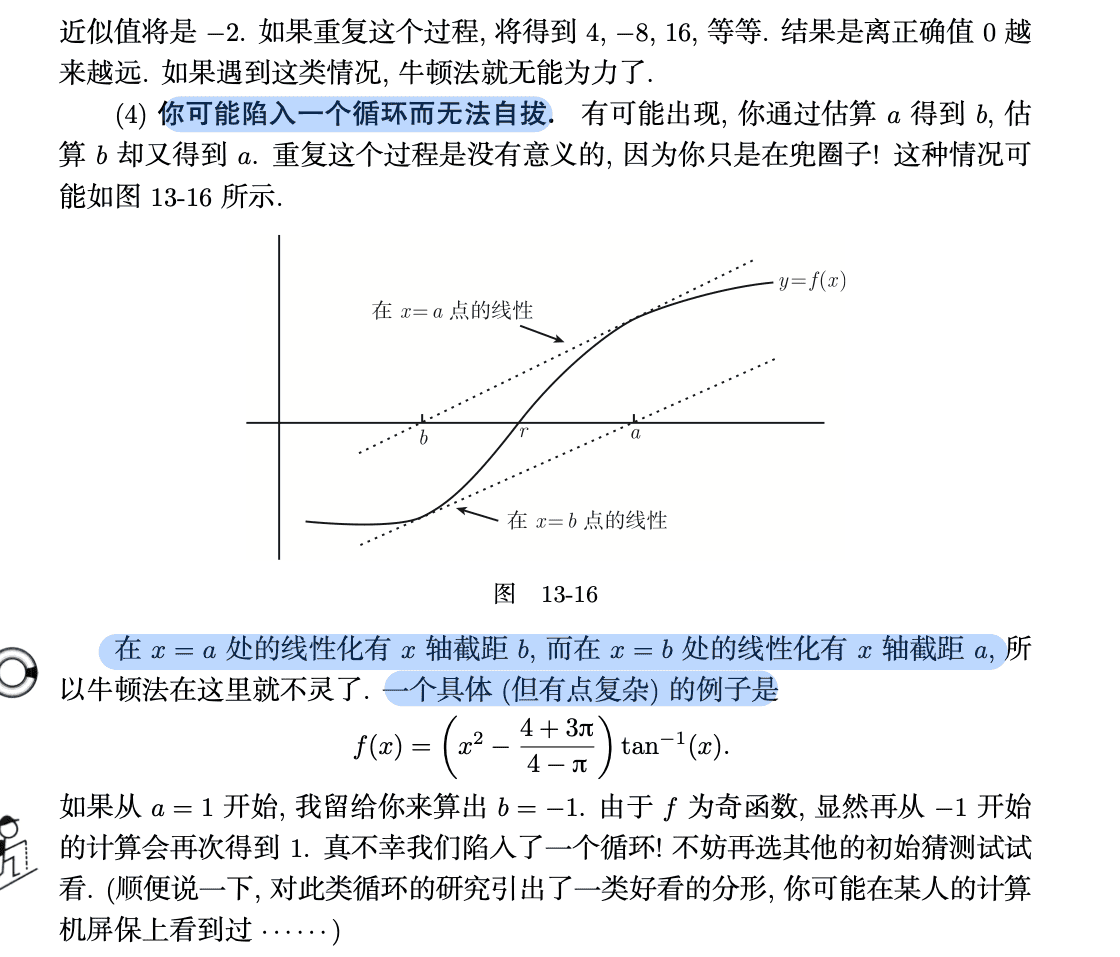 近似值将是 −2. 如果重复这个过程, 将得到 4, −8, 16, 等等. 结果是离正确值 0 越
来越远. 如果遇到这类情况, 牛顿法就无能为力了.
(4) 你可能陷入一个循环而无法自拔. 有可能出现, 你通过估算 a 得到 b, 估
算 b 却又得到 a. 重复这个过程是没有意义的, 因为你只是在兜圈子! 这种情况可
能如图 13-16 所示.
y=f(x)
在 x=a 点的线性
b
r
a
在 x=b 点的线性
图 13-16
在 x = a 处的线性化有 x 轴截距 b, 而在 x = b 处的线性化有 x 轴截距 a, 所
以牛顿法在这里就不灵了. 一个具体 (但有点复杂) 的例子是
f(x) = (x² − (4 + 3π)/(4 − π)) tan⁻¹(x).
如果从 a = 1 开始, 我留给你来算出 b = −1. 由于 f 为奇函数, 显然再从 −1 开始
的计算会再次得到 1. 真不幸我们陷入了一个循环! 不妨再选其他的初始猜测试试
看. (顺便说一下, 对此类循环的研究引出了一类好看的分形, 你可能在某人的计算
机屏保上看到过 ······)